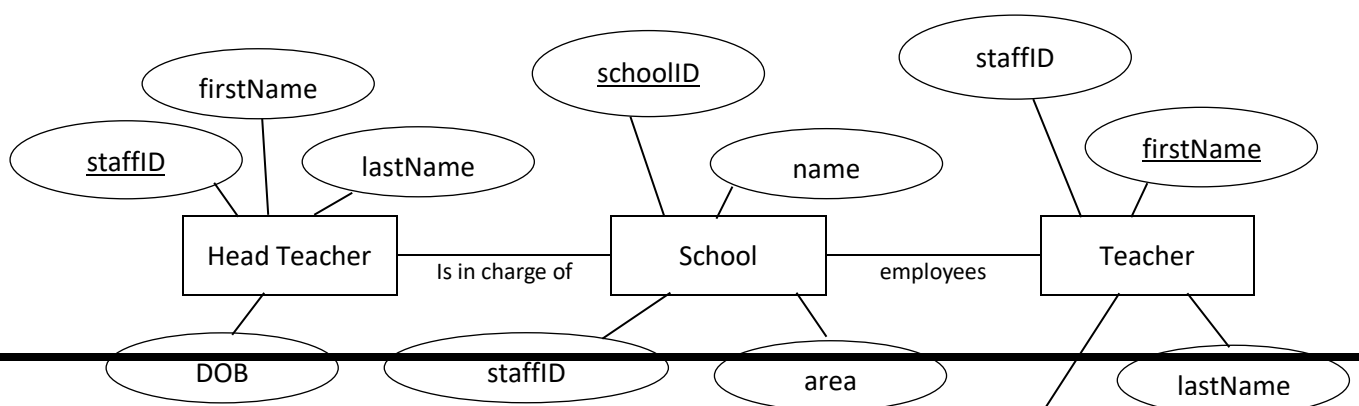 staffID
schoolID
firstName
firstName
staffID
lastName
name
Head Teacher
School
Teacher
Is in charge of
employees
DOB
staffID
area
lastName